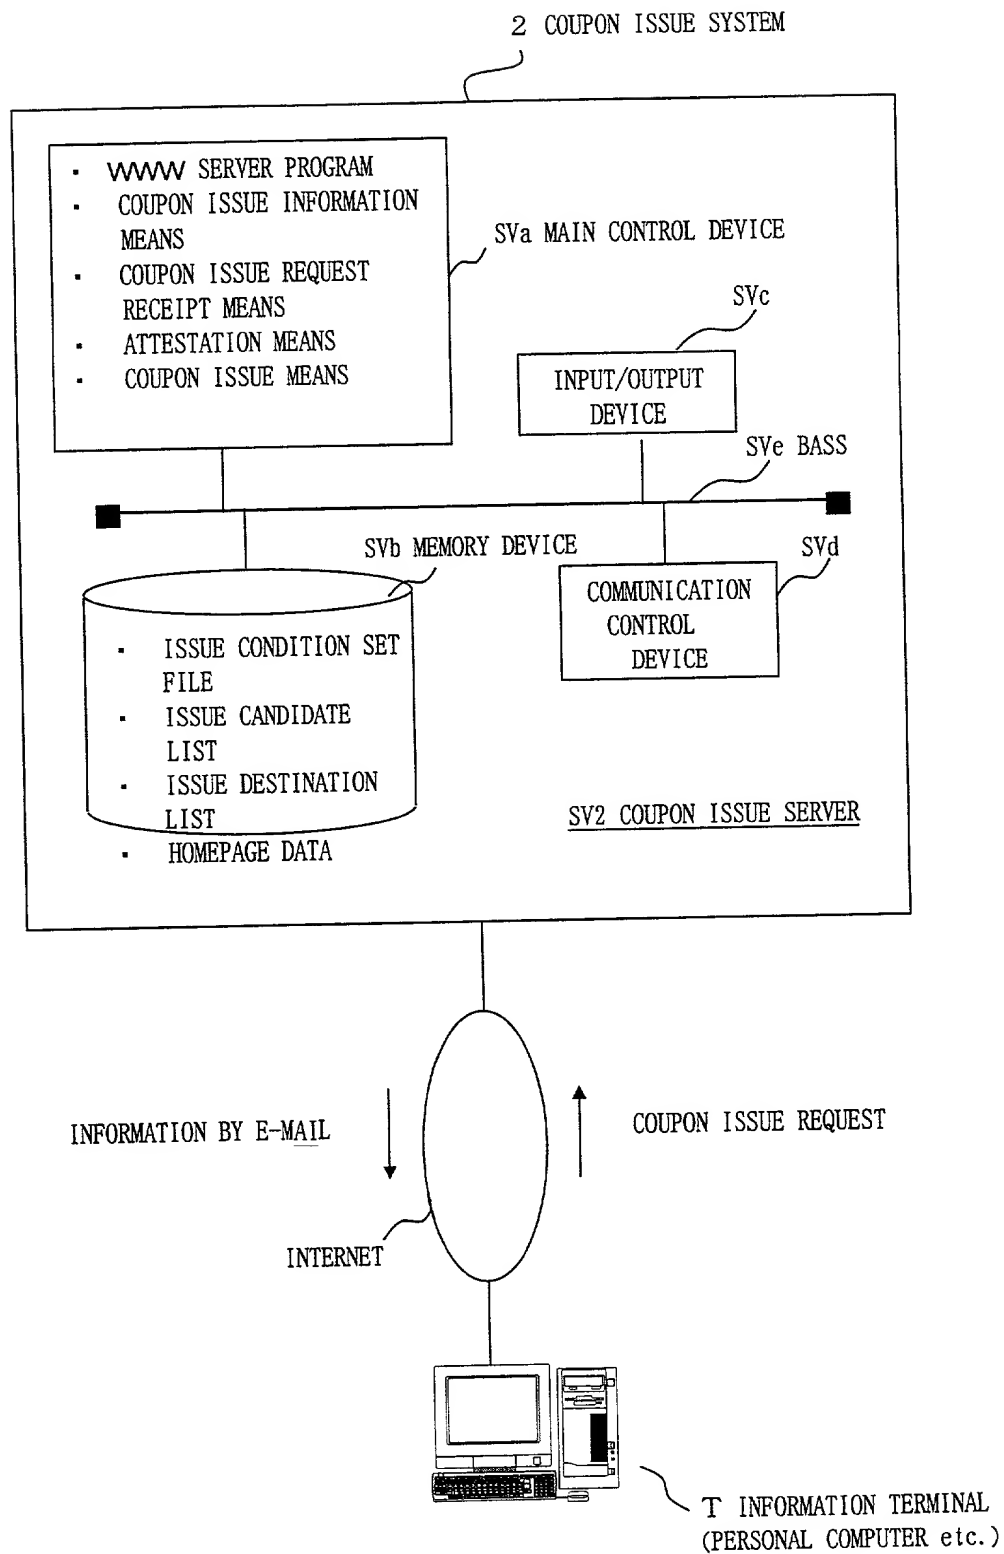 2 COUPON ISSUE SYSTEM
▪ WWW SERVER PROGRAM
▪ COUPON ISSUE INFORMATION
MEANS
▪ COUPON ISSUE REQUEST
RECEIPT MEANS
▪ ATTESTATION MEANS
▪ COUPON ISSUE MEANS
SVa MAIN CONTROL DEVICE
SVc
INPUT/OUTPUT
DEVICE
SVe BASS
SVb MEMORY DEVICE
SVd
COMMUNICATION
CONTROL
DEVICE
▪ ISSUE CONDITION SET
FILE
▪ ISSUE CANDIDATE
LIST
▪ ISSUE DESTINATION
LIST
▪ HOMEPAGE DATA
SV2 COUPON ISSUE SERVER
INFORMATION BY E-MAIL
COUPON ISSUE REQUEST
INTERNET
T INFORMATION TERMINAL
(PERSONAL COMPUTER etc.)